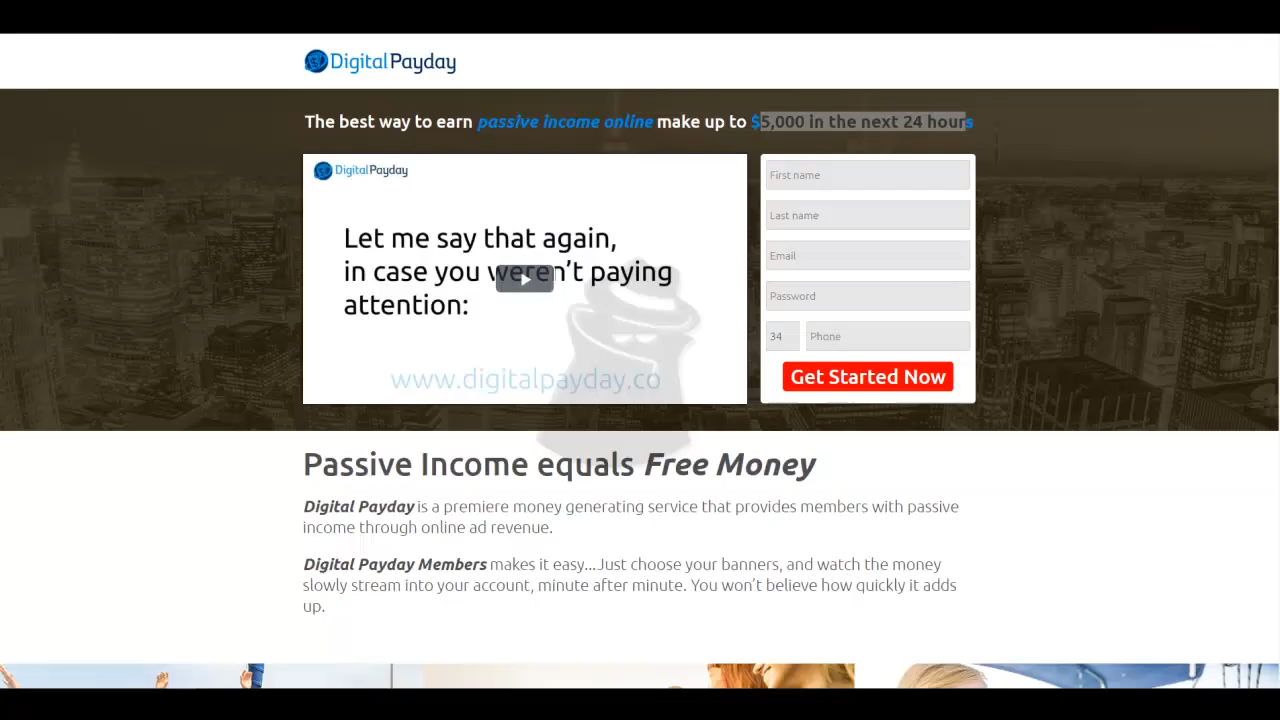 DigitalPayday
The best way to earn passive income online make up to $5,000 in the next 24 hours
DigitalPayday
Let me say that again,
in case you weren't paying
attention:
www.digitalpayday.co
First name
Last name
Email
Password
34 Phone
Get Started Now
Passive Income equals Free Money
Digital Payday is a premiere money generating service that provides members with passive
income through online ad revenue.
Digital Payday Members makes it easy...Just choose your banners, and watch the money
slowly stream into your account, minute after minute. You won't believe how quickly it adds
up.